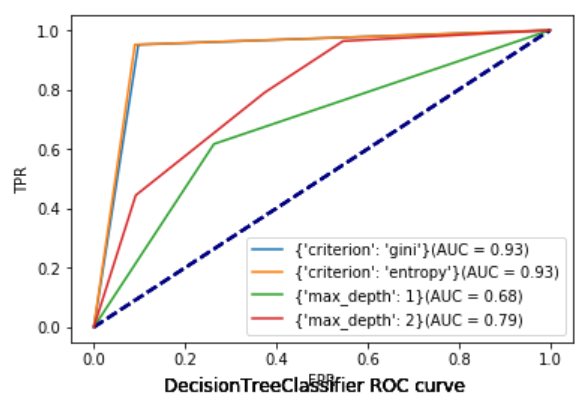 1.0
0.8
0.6
0.4
0.2
0.0
TPR
{'criterion': 'gini'}(AUC = 0.93)
{'criterion': 'entropy'}(AUC = 0.93)
{'max_depth': 1}(AUC = 0.68)
{'max_depth': 2}(AUC = 0.79)
0.0 0.2 0.4 0.6 0.8 1.0
FPR
DecisionTreeClassifier ROC curve